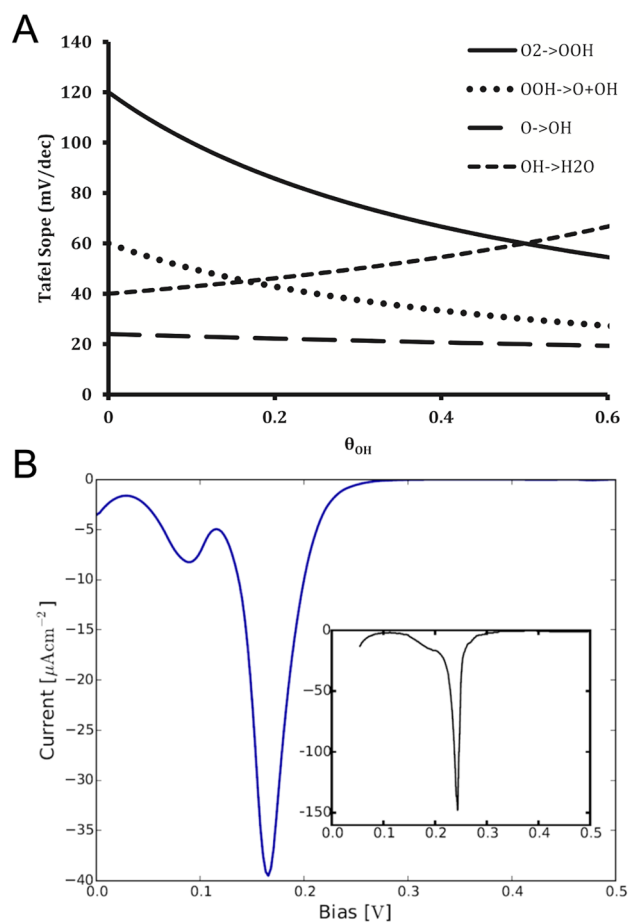 A
140
120
100
80
60
40
20
0
Tafel Sope (mV/dec)
O2->OOH
OOH->O+OH
O->OH
OH->H2O
0 0.2 0.4 0.6
θOH
B
0
−5
−10
−15
−20
−25
−30
−35
−40
Current [μAcm−2]
0
-50
-100
-150
0.0 0.1 0.2 0.3 0.4 0.5
0.0 0.1 0.2 0.3 0.4 0.5
Bias [V]